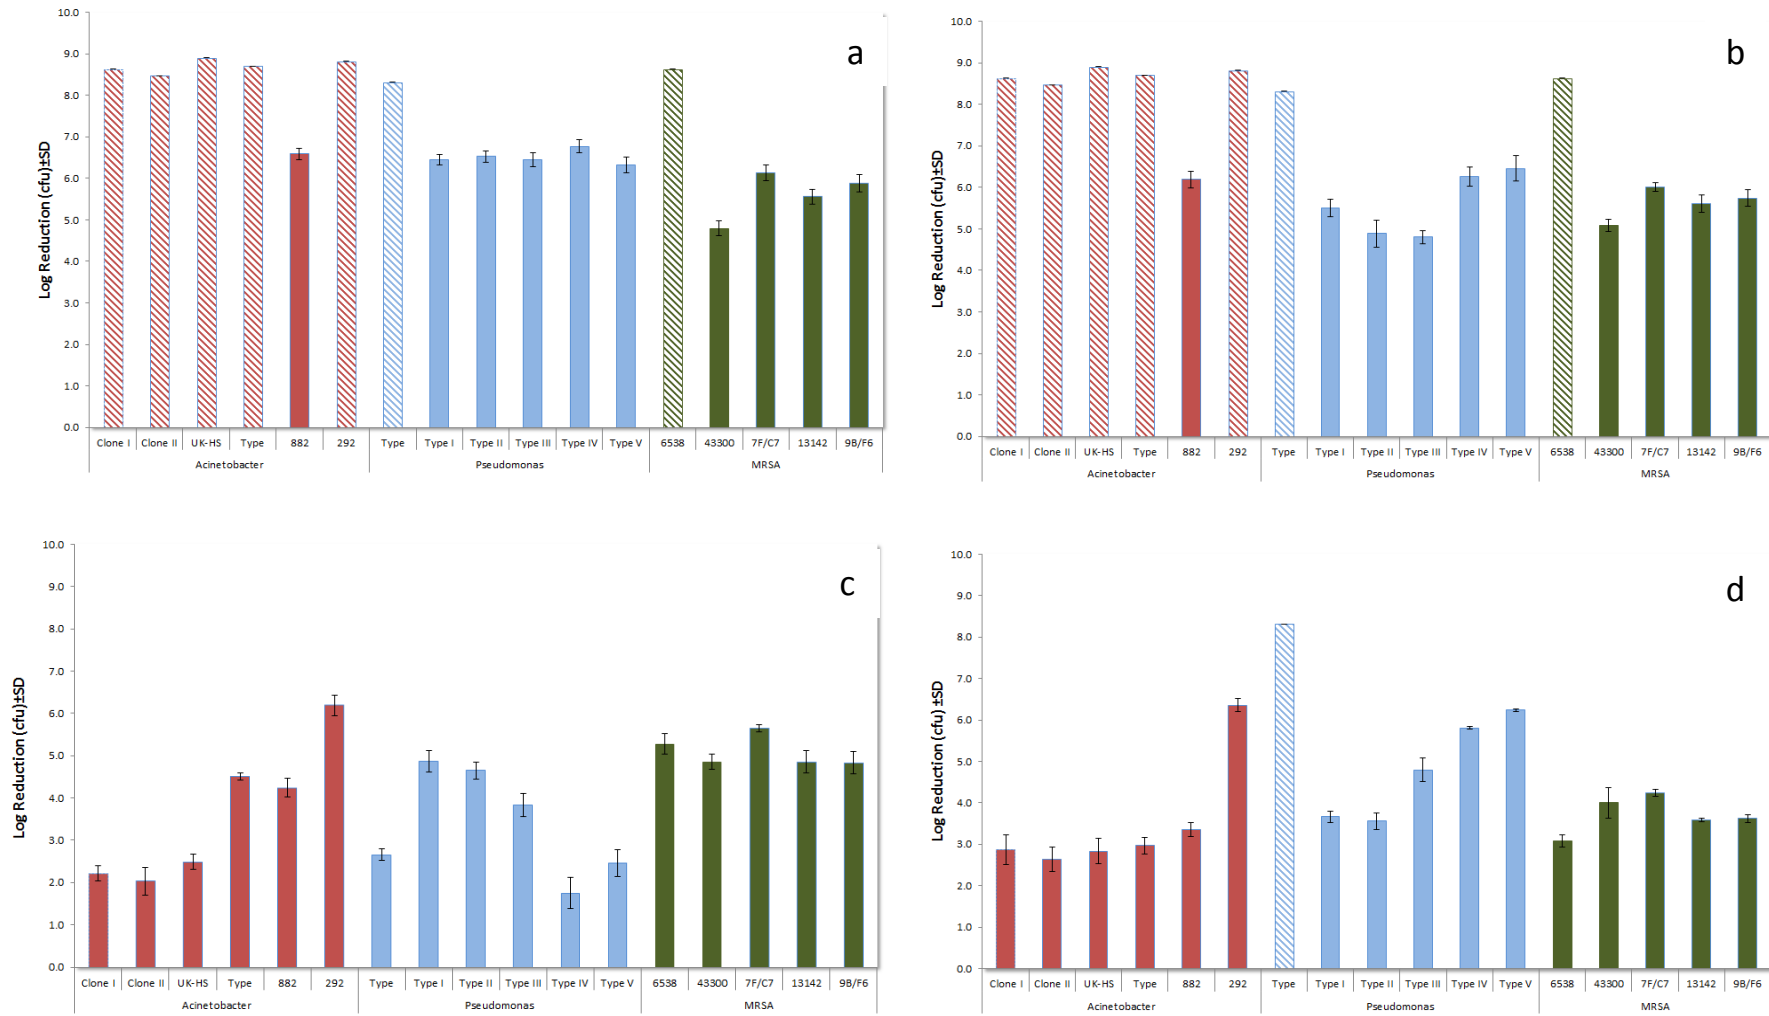 a
10.0
9.0
8.0
7.0
6.0
5.0
4.0
3.0
2.0
1.0
0.0
Log Reduction (cfu)±SD
Clone I Clone II UK-HS Type 882 292 Type Type I Type II Type III Type IV Type V 6538 43300 7F/C7 13142 9B/F6
Acinetobacter Pseudomonas MRSA
b
10.0
9.0
8.0
7.0
6.0
5.0
4.0
3.0
2.0
1.0
0.0
Log Reduction (cfu)±SD
Clone I Clone II UK-HS Type 882 292 Type Type I Type II Type III Type IV Type V 6538 43300 7F/C7 13142 9B/F6
Acinetobacter Pseudomonas MRSA
c
10.0
9.0
8.0
7.0
6.0
5.0
4.0
3.0
2.0
1.0
0.0
Log Reduction (cfu)±SD
Clone I Clone II UK-HS Type 882 292 Type Type I Type II Type III Type IV Type V 6538 43300 7F/C7 13142 9B/F6
Acinetobacter Pseudomonas MRSA
d
10.0
9.0
8.0
7.0
6.0
5.0
4.0
3.0
2.0
1.0
0.0
Log Reduction (cfu) ±SD
Clone I Clone II UK-HS Type 882 292 Type Type I Type II Type III Type IV Type V 6538 43300 7F/C7 13142 9B/F6
Acinetobacter Pseudomonas MRSA